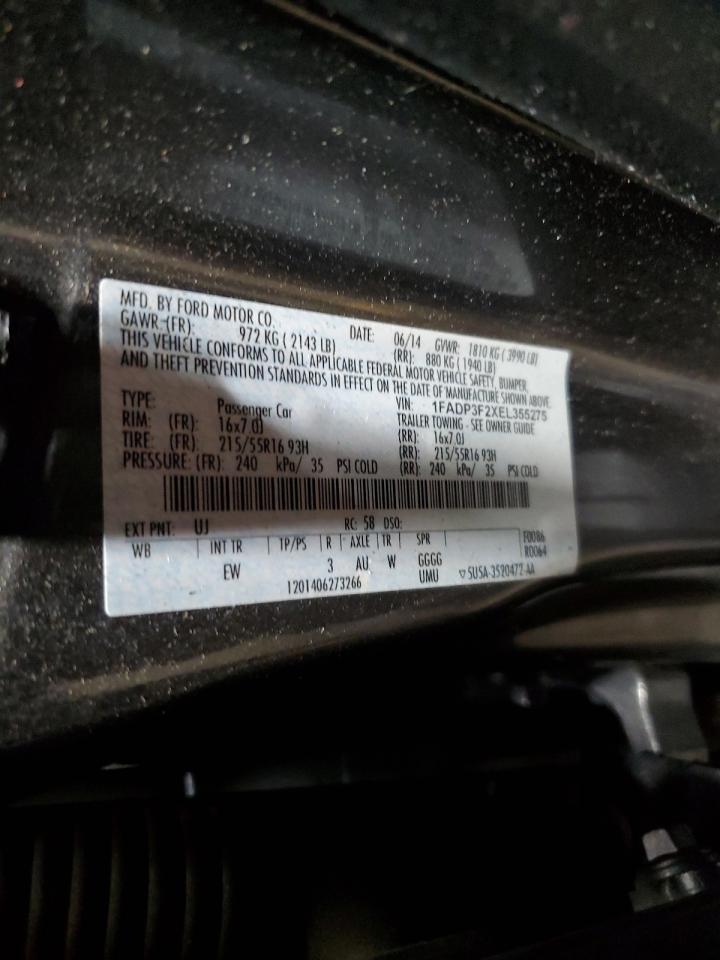 MFD. BY FORD MOTOR CO. DATE: 06/14 GVWR: 1810 KG ( 3990 LB)
GAWR: (FR): 972 KG ( 2143 LB) (RR): 880 KG ( 1940 LB)
THIS VEHICLE CONFORMS TO ALL APPLICABLE FEDERAL MOTOR VEHICLE SAFETY, BUMPER,
AND THEFT PREVENTION STANDARDS IN EFFECT ON THE DATE OF MANUFACTURE SHOWN ABOVE.
VIN: 1FADP3F2XEL355275
TYPE: Passenger Car TRAILER TOWING - SEE OWNER GUIDE
RIM: (FR): 16x7.0J (RR): 16x7.0J
TIRE: (FR): 215/55R16 93H (RR): 215/55R16 93H
PRESSURE: (FR): 240 kPa/ 35 PSI COLD (RR): 240 kPa/ 35 PSI COLD
EXT PNT: UJ RC: 58 DSO:
WB | INT TR | TP/PS | R | AXLE | TR | SPR F0086
EW 3 AU W GGGG R0064
1201406273266 UMU ▽ SU5A-3520472-AA